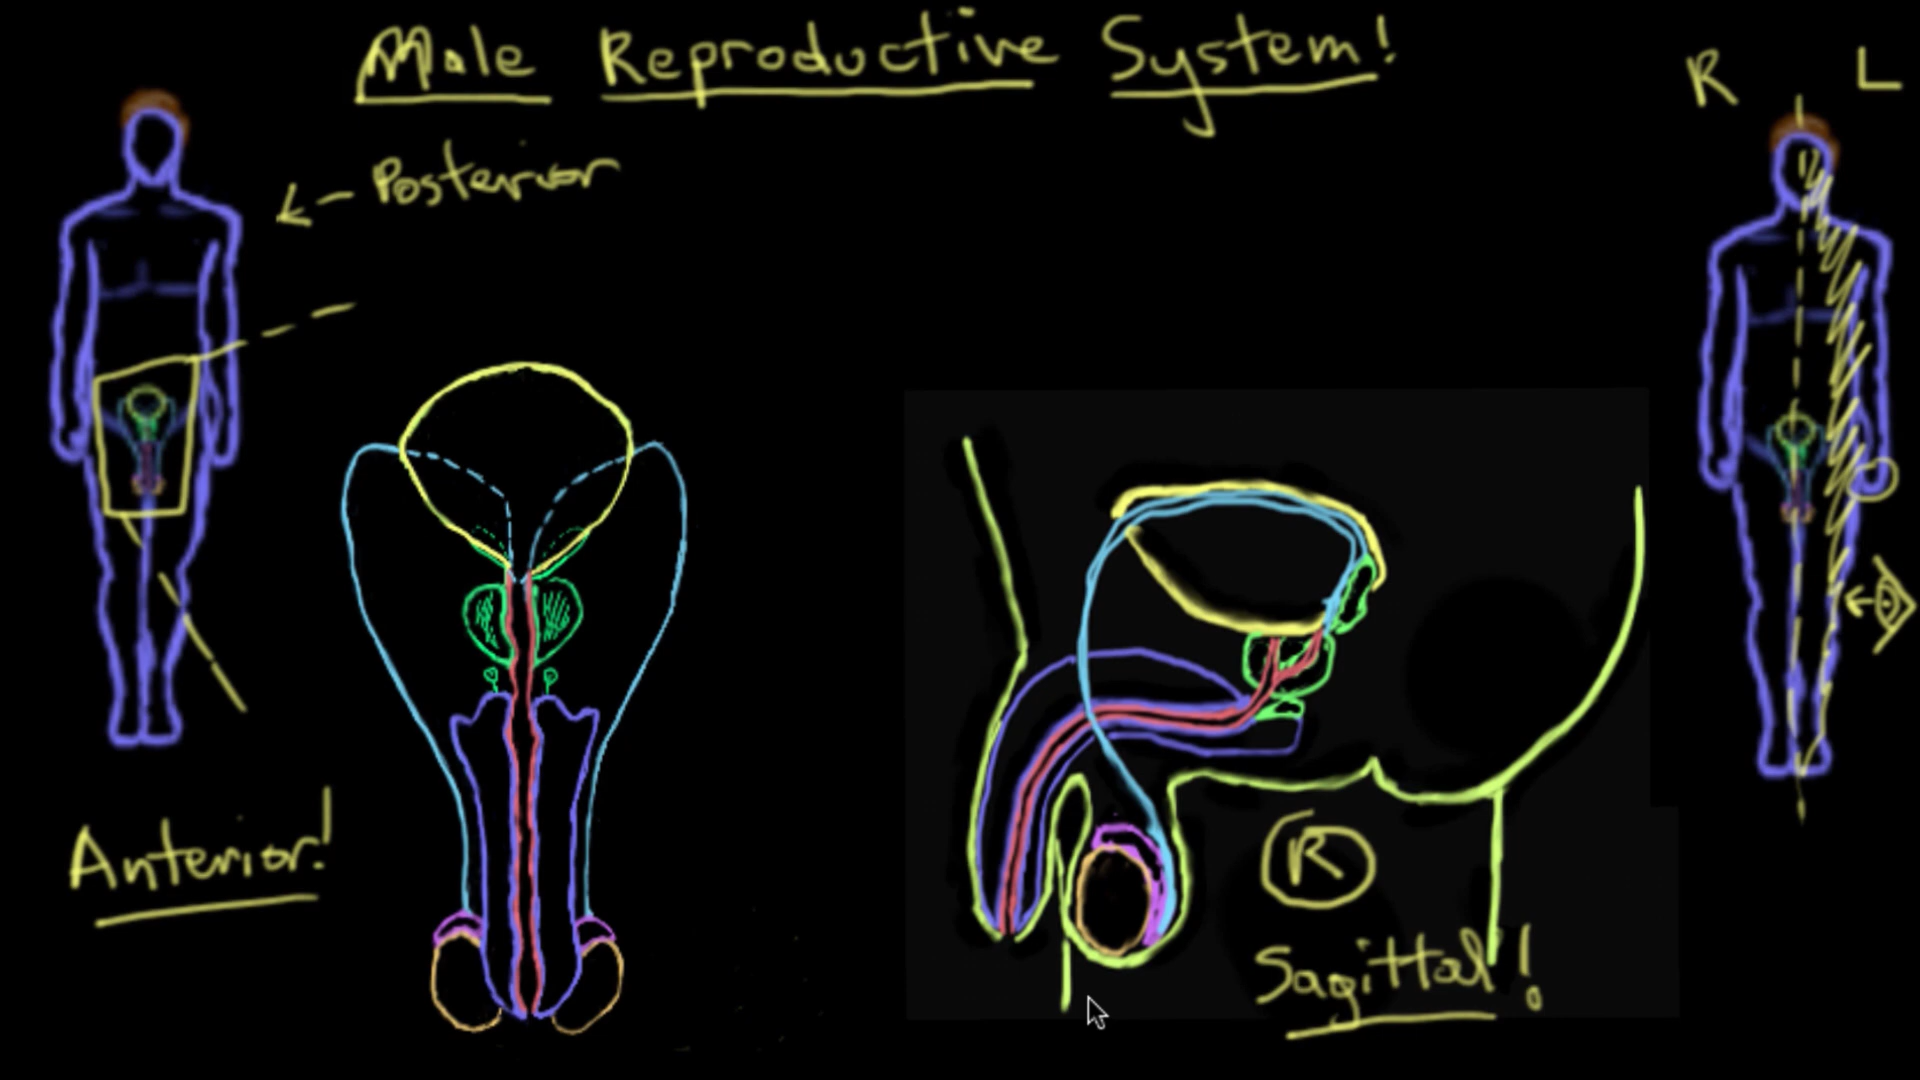 Male Reproductive System!
R L
Posterior
Anterior!
R
Sagittal!